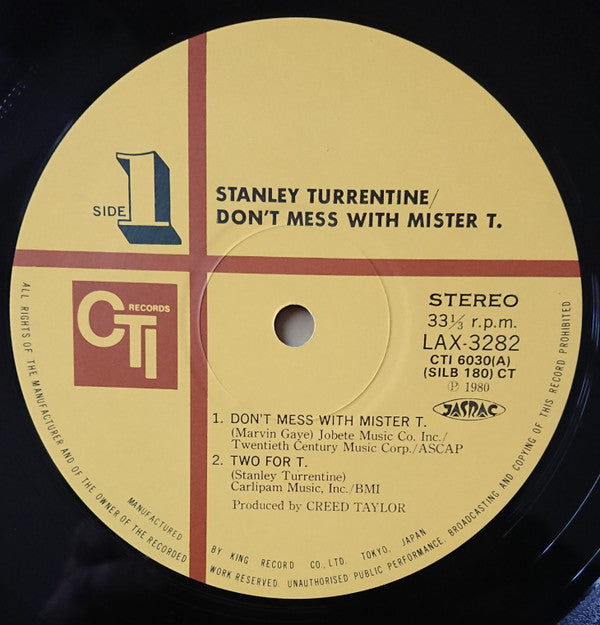 SIDE 1
STANLEY TURRENTINE/
DON'T MESS WITH MISTER T.
CTI RECORDS
STEREO
33⅓ r.p.m.
LAX-3282
CTI 6030(A)
(SILB 180) CT
Ⓟ 1980
JASRAC
1. DON'T MESS WITH MISTER T.
(Marvin Gaye) Jobete Music Co. Inc./
Twentieth Century Music Corp./ASCAP
2. TWO FOR T.
(Stanley Turrentine)
Carlipam Music, Inc./BMI
Produced by CREED TAYLOR
MANUFACTURED BY KING RECORD CO., LTD. TOKYO, JAPAN
ALL RIGHTS OF THE MANUFACTURER AND OF THE OWNER OF THE RECORDED WORK RESERVED. UNAUTHORISED PUBLIC PERFORMANCE, BROADCASTING AND COPYING OF THIS RECORD PROHIBITED